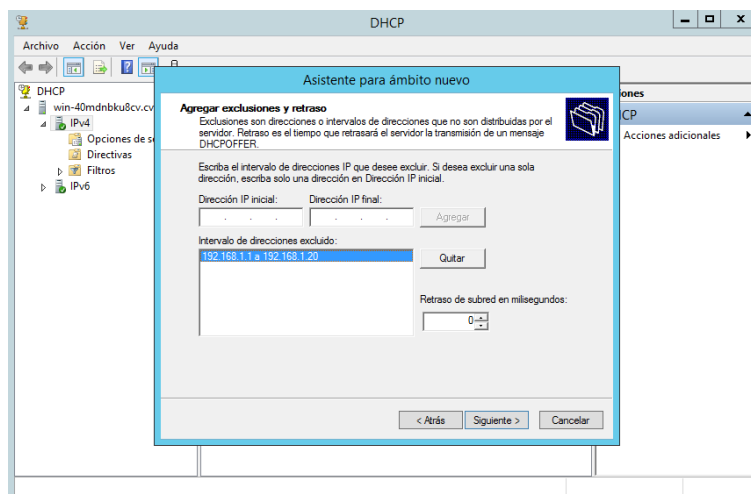 DHCP
Archivo Acción Ver Ayuda
DHCP
win-40mdnbku8cv.cv
IPv4
Opciones de s
Directivas
Filtros
IPv6
Asistente para ámbito nuevo
Agregar exclusiones y retraso
Exclusiones son direcciones o intervalos de direcciones que no son distribuidas por el
servidor. Retraso es el tiempo que retrasará el servidor la transmisión de un mensaje
DHCPOFFER.
Escriba el intervalo de direcciones IP que desee excluir. Si desea excluir una sola
dirección, escriba solo una dirección en Dirección IP inicial.
Dirección IP inicial: Dirección IP final:
Agregar
Intervalo de direcciones excluido:
192.168.1.1 a 192.168.1.20
Quitar
Retraso de subred en milisegundos:
0
< Atrás Siguiente > Cancelar
iones
CP
Acciones adicionales